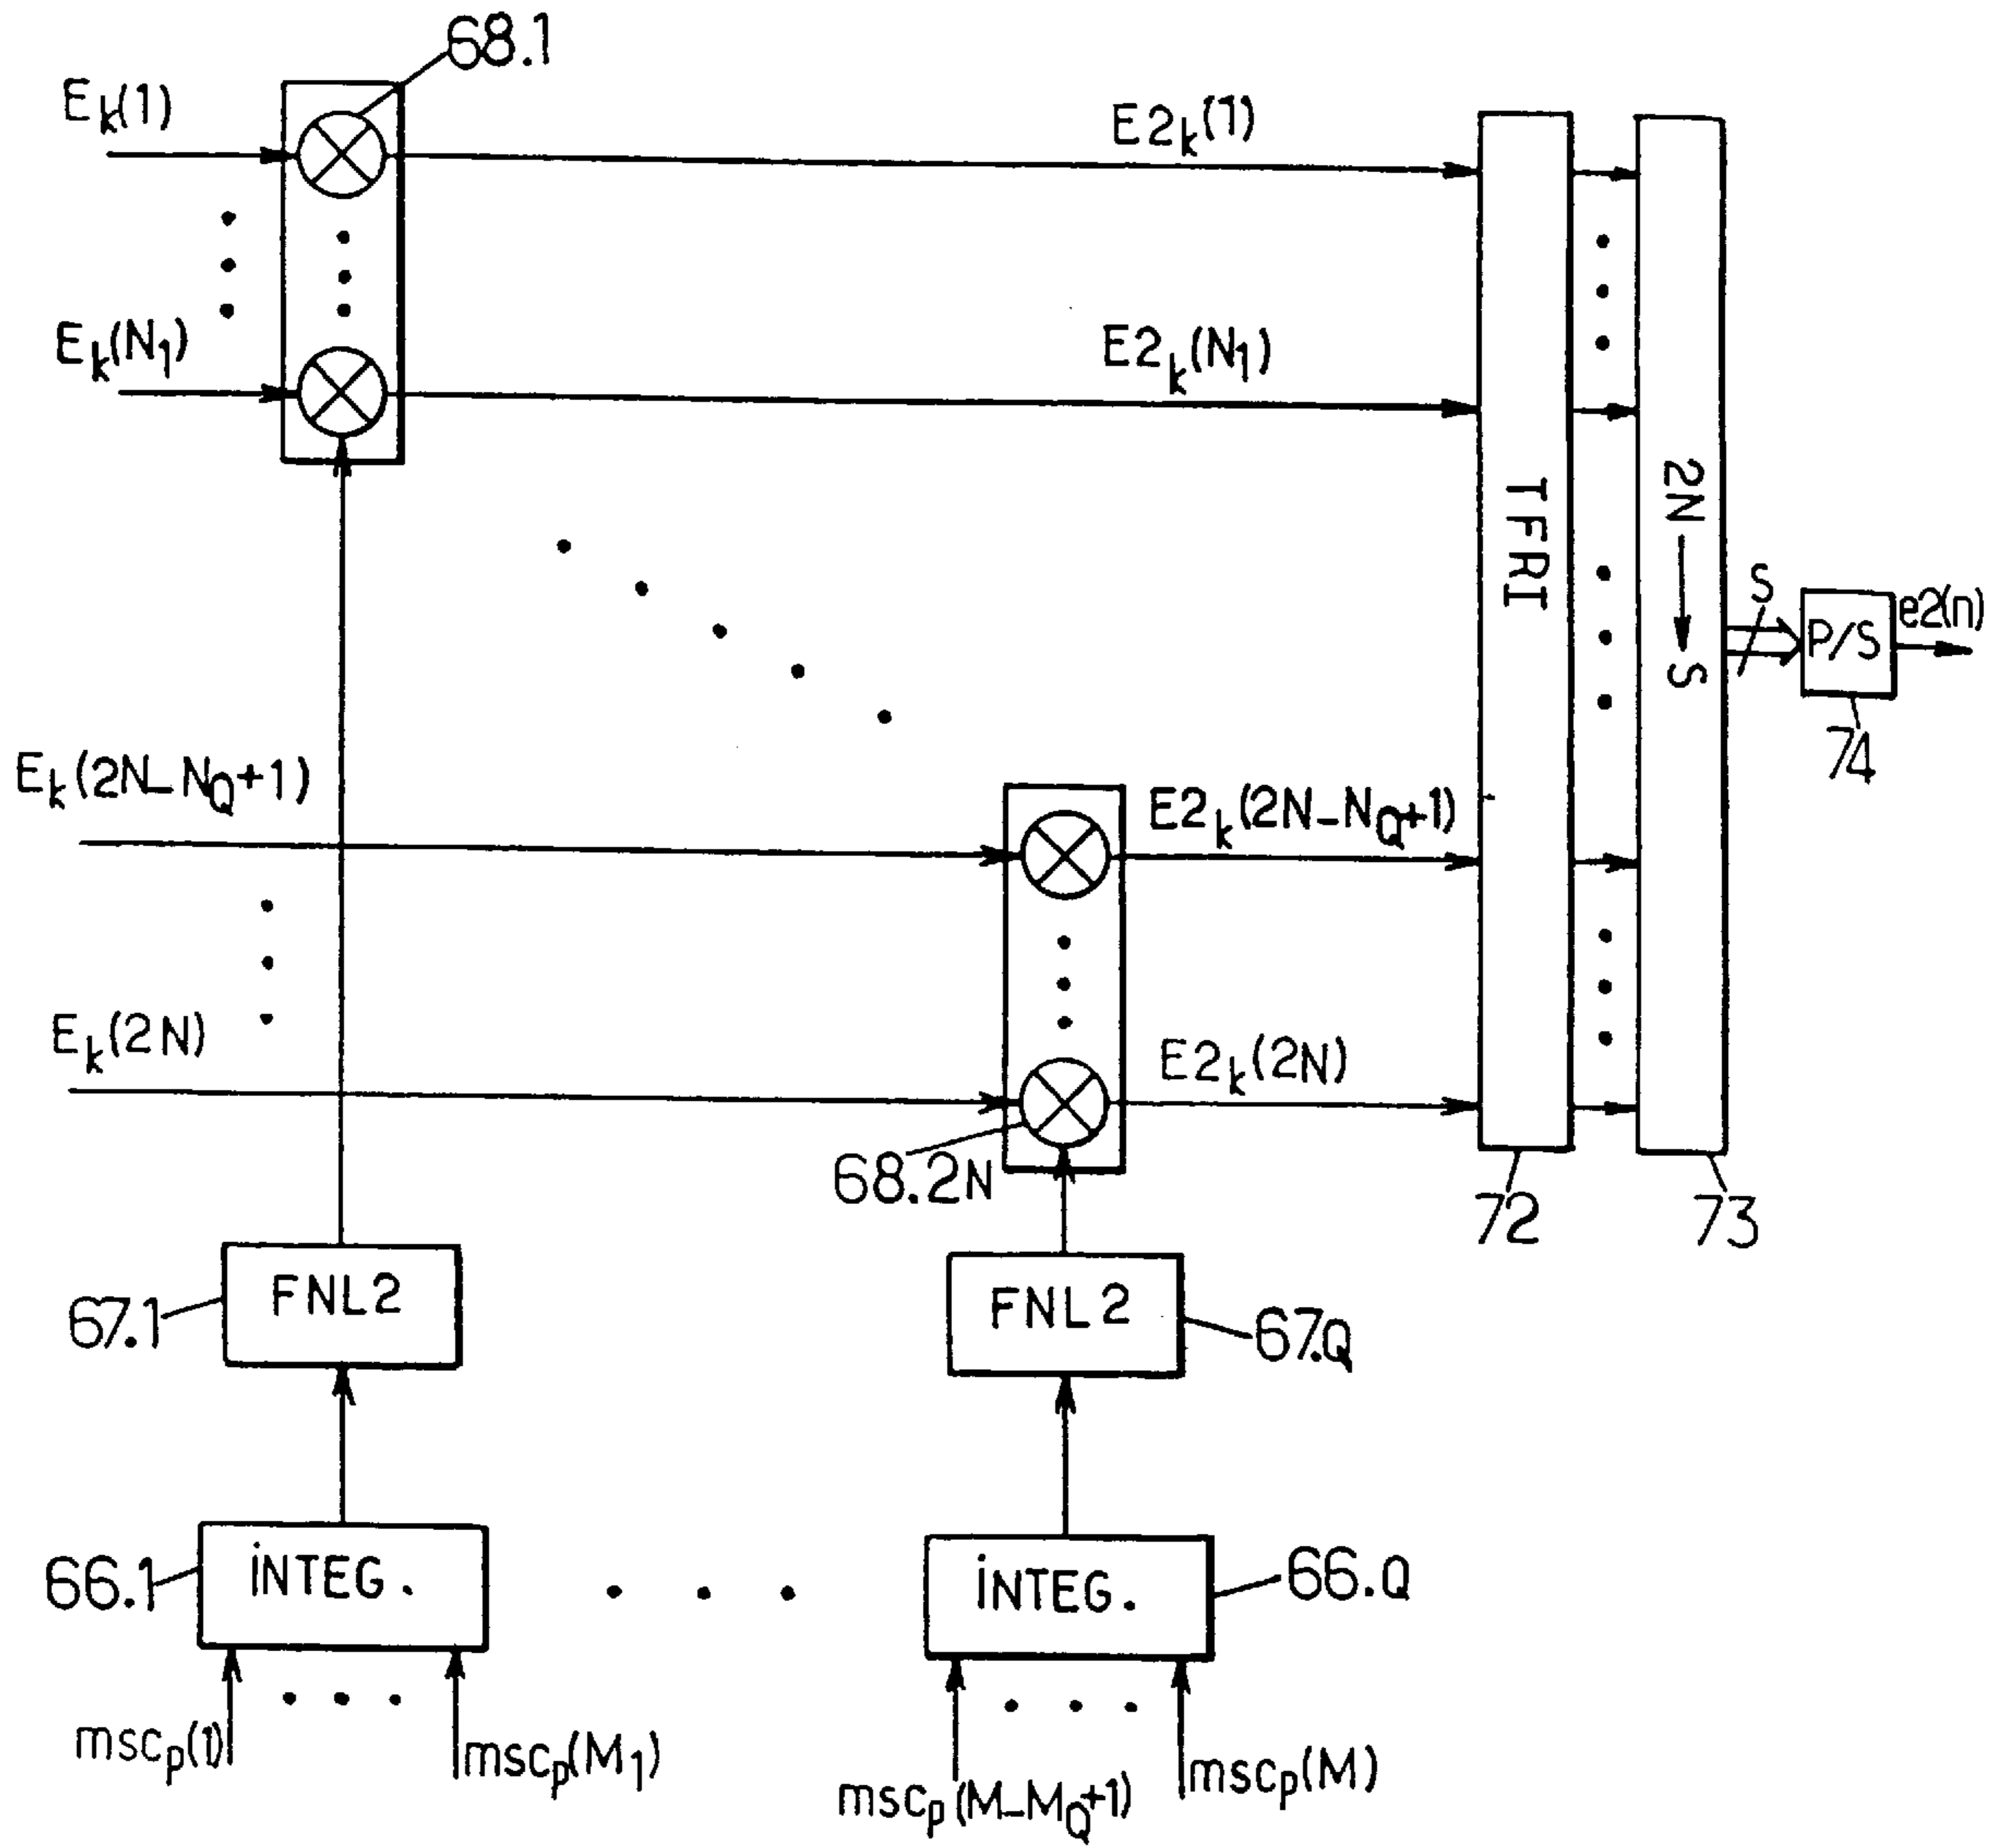 68.1
Ek(1)
E2k(1)
Ek(N1)
E2k(N1)
TFRI
2N → S
S
P/S
e2(n)
74
Ek(2N-NQ+1)
E2k(2N-NQ+1)
Ek(2N)
E2k(2N)
68.2N
72
73
67.1
FNL2
FNL2
67.Q
66.1
INTEG.
INTEG.
66.Q
mscp(1)
mscp(M1)
mscp(M-MQ+1)
mscp(M)